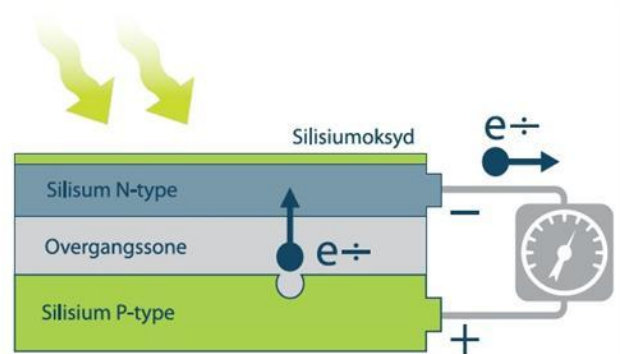 Silisiumoksyd
e÷
Silisum N-type
−
Overgangssone
e÷
Silisium P-type
+